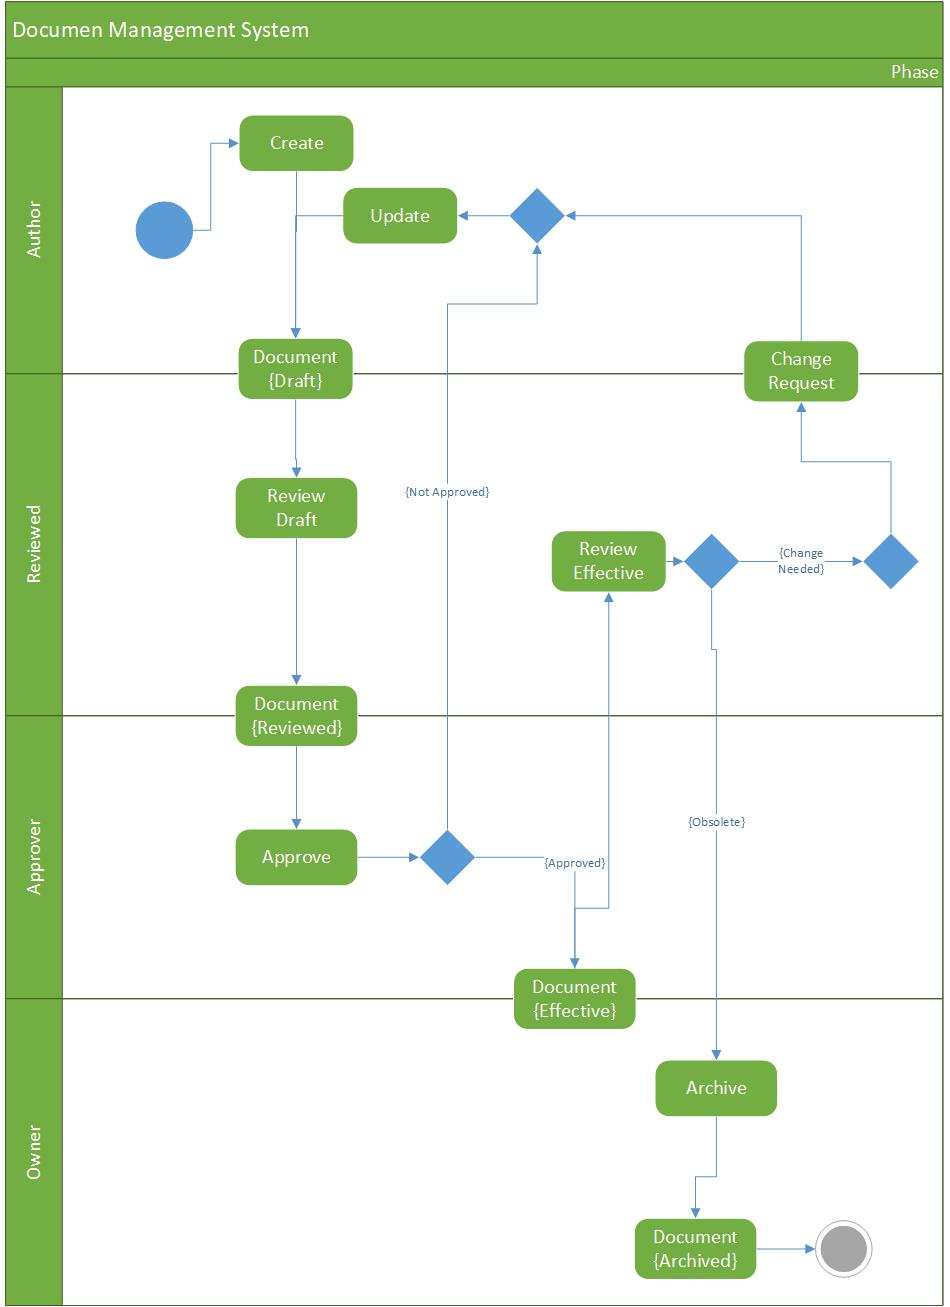 Documen Management System
Phase
Author
Create
Update
Document
{Draft}
Change
Request
Reviewed
Review
Draft
{Not Approved}
Review
Effective
{Change
Needed}
Document
{Reviewed}
Approver
{Obsolete}
Approve
{Approved}
Document
{Effective}
Owner
Archive
Document
{Archived}